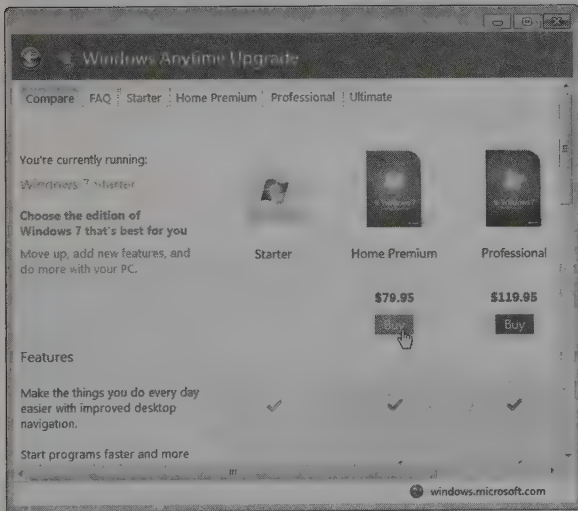 Windows Anytime Upgrade
Compare FAQ Starter Home Premium Professional Ultimate
You're currently running:
Windows 7 Starter
Choose the edition of
Windows 7 that's best for you
Move up, add new features, and
do more with your PC.
Starter Home Premium Professional
$79.95 $119.95
Buy Buy
Features
Make the things you do every day
easier with improved desktop
navigation.
Start programs faster and more
windows.microsoft.com